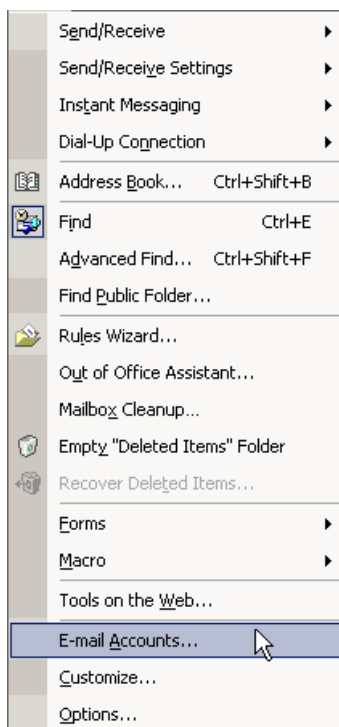 Send/Receive
Send/Receive Settings
Instant Messaging
Dial-Up Connection
Address Book... Ctrl+Shift+B
Find Ctrl+E
Advanced Find... Ctrl+Shift+F
Find Public Folder...
Rules Wizard...
Out of Office Assistant...
Mailbox Cleanup...
Empty "Deleted Items" Folder
Recover Deleted Items...
Forms
Macro
Tools on the Web...
E-mail Accounts...
Customize...
Options...